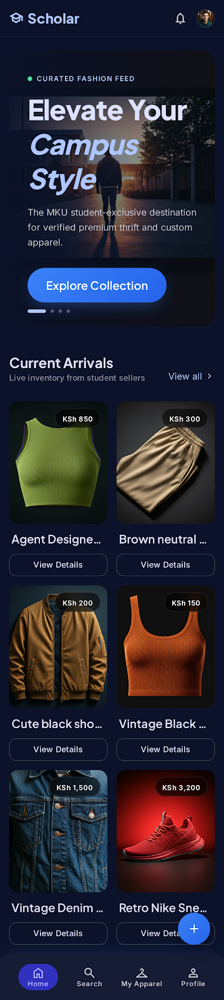 Scholar
CURATED FASHION FEED
Elevate Your
Campus
Style
The MKU student-exclusive destination
for verified premium thrift and custom
apparel.
Explore Collection
Current Arrivals
Live inventory from student sellers
View all
KSh 850
KSh 300
Agent Designe...
Brown neutral ...
View Details
View Details
KSh 200
KSh 150
Cute black sho...
Vintage Black ...
View Details
View Details
KSh 1,500
KSh 3,200
Vintage Denim ...
Retro Nike Sne...
View Details
View Deta
Home
Search
My Apparel
Profile